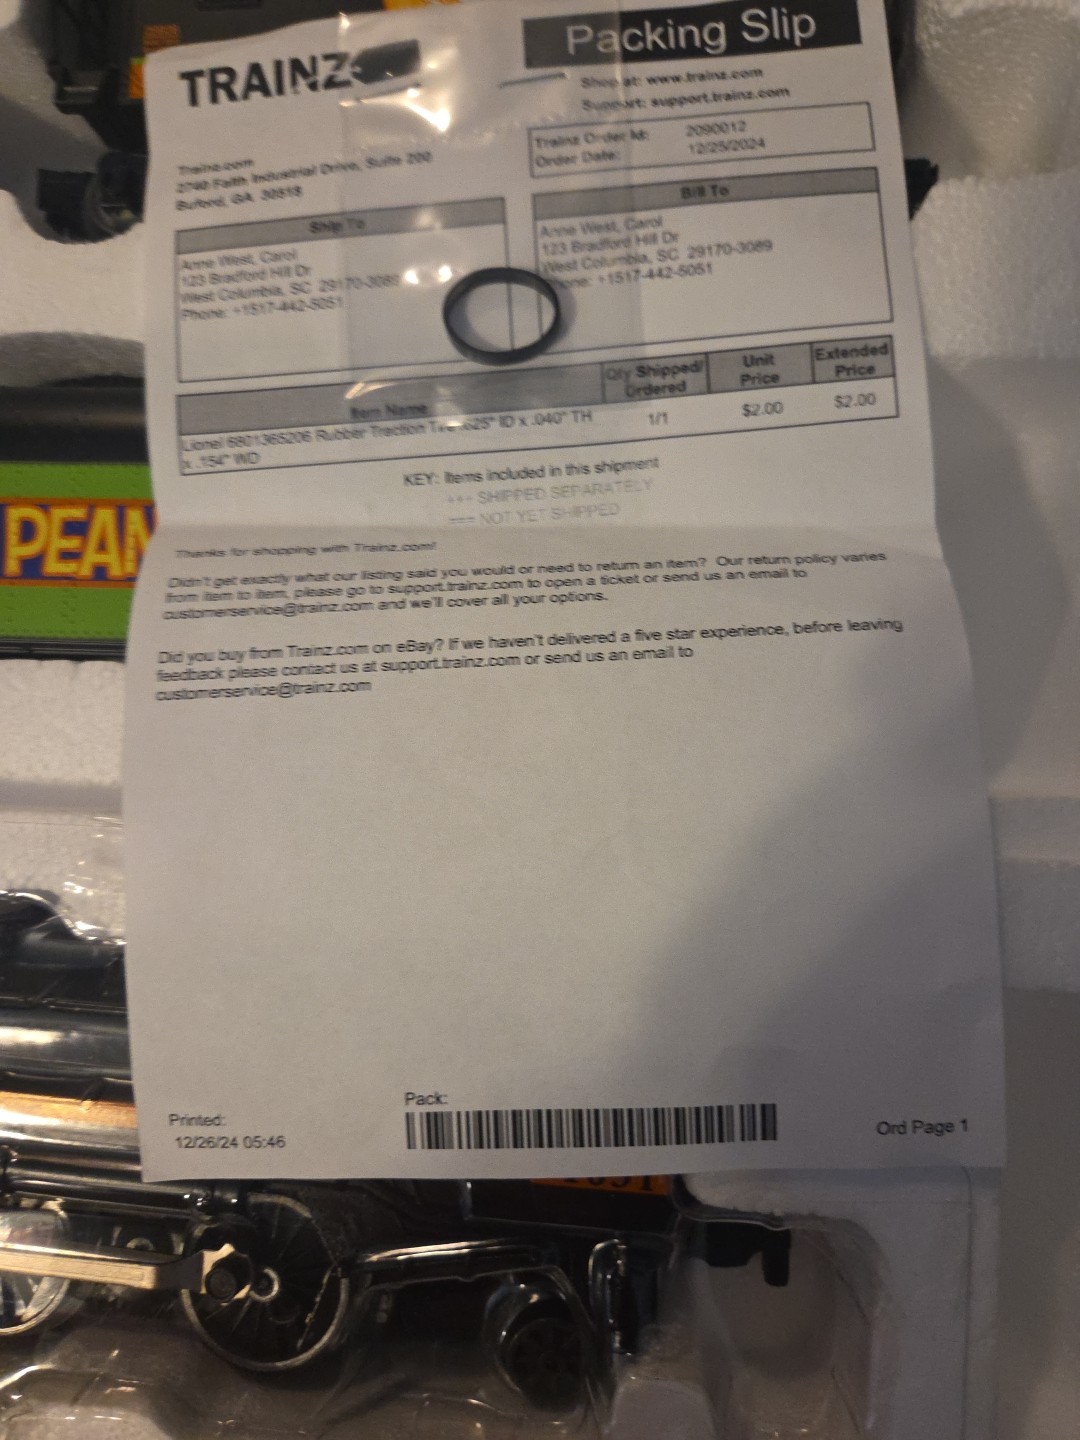 TRAINZ
Packing Slip
Shop at: www.trainz.com
Support: support.trainz.com
Trainz Order Id: 2090012
Order Date: 12/25/2024
Trainz.com
2740 Faith Industrial Drive, Suite 200
Buford, GA 30518
Ship To
Anne West, Carol
123 Bradford Hill Dr
West Columbia, SC 29170-3089
Phone: +1517-442-5051
Bill To
Anne West, Carol
123 Bradford Hill Dr
West Columbia, SC 29170-3089
Phone: +1517-442-5051
Item Name Qty Shipped/ Ordered Unit Price Extended Price
Lionel 6801365206 Rubber Traction .625" ID x .040" TH 1/1 $2.00 $2.00
x .154" WD
KEY: Items included in this shipment
+++ SHIPPED SEPARATELY
=== NOT YET SHIPPED
Thanks for shopping with Trainz.com!
Didn't get exactly what our listing said you would or need to return an item? Our return policy varies
from item to item, please go to support.trainz.com to open a ticket or send us an email to
customerservice@trainz.com and we'll cover all your options.
Did you buy from Trainz.com on eBay? If we haven't delivered a five star experience, before leaving
feedback please contact us at support.trainz.com or send us an email to
customerservice@trainz.com
PEAN
Pack:
Printed:
12/26/24 05:46
Ord Page 1